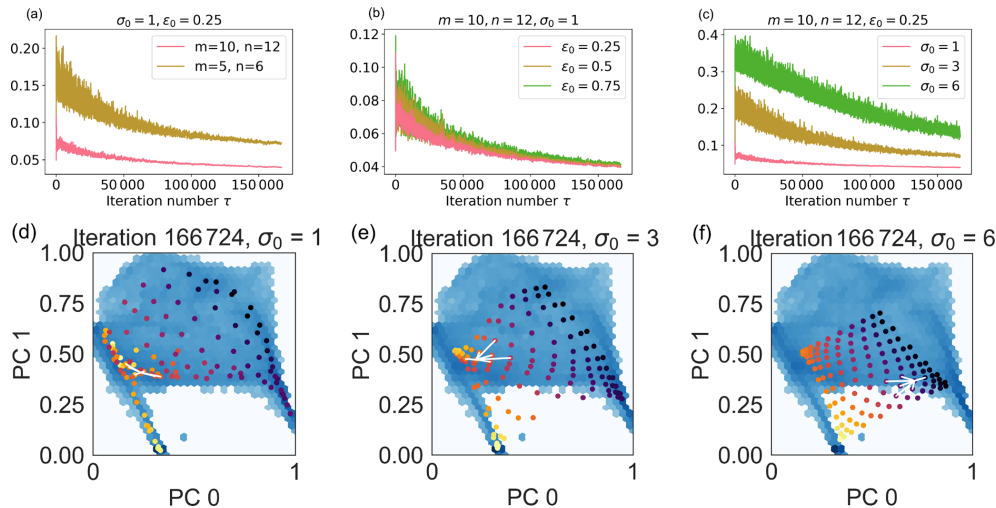 (a)
σ₀ = 1, ε₀ = 0.25
0.20
0.15
0.10
0.05
m=10, n=12
m=5, n=6
0
50 000
100 000
150 000
Iteration number τ
(b)
m = 10, n = 12, σ₀ = 1
0.12
0.10
0.08
0.06
0.04
ε₀ = 0.25
ε₀ = 0.5
ε₀ = 0.75
0
50 000
100 000
150 000
Iteration number τ
(c)
m = 10, n = 12, ε₀ = 0.25
0.4
0.3
0.2
0.1
σ₀ = 1
σ₀ = 3
σ₀ = 6
0
50 000
100 000
150 000
Iteration number τ
(d)
Iteration 166 724, σ₀ = 1
1.00
0.75
0.50
0.25
0.00
PC 1
0
1
PC 0
(e)
Iteration 166 724, σ₀ = 3
1.00
0.75
0.50
0.25
0.00
PC 1
0
1
PC 0
(f)
Iteration 166 724, σ₀ = 6
1.00
0.75
0.50
0.25
0.00
PC 1
0
1
PC 0